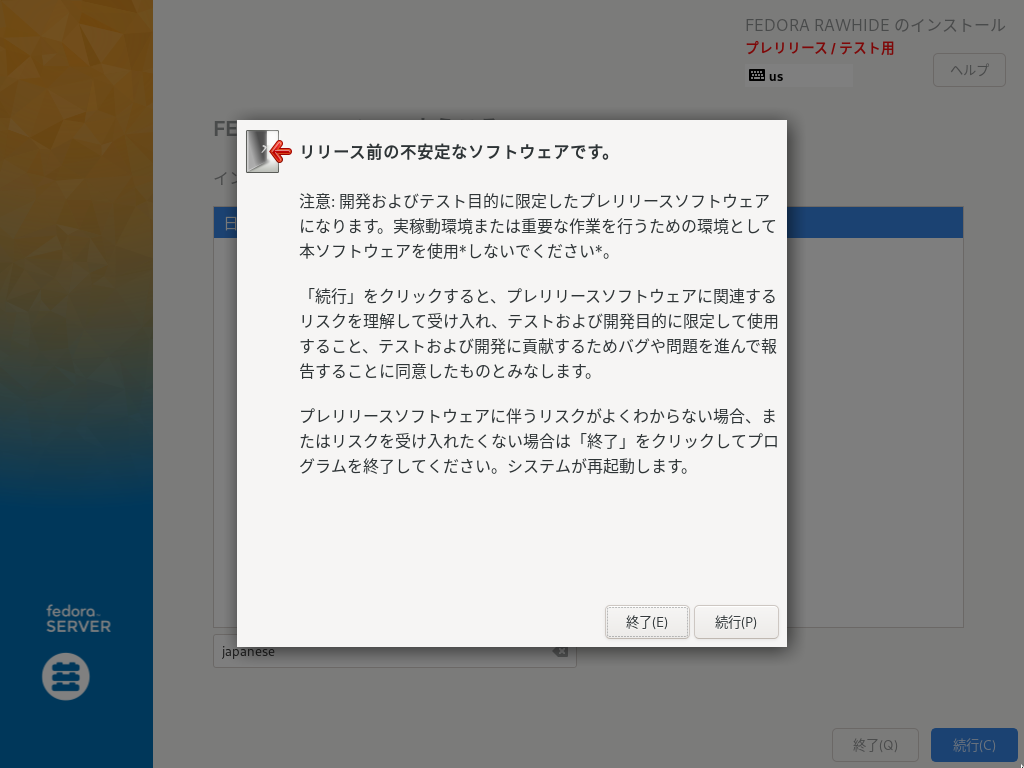 FEDORA RAWHIDE のインストール
プレリリース / テスト用
us
ヘルプ
FE
リリース前の不安定なソフトウェアです。
イン
日
注意: 開発およびテスト目的に限定したプレリリースソフトウェア
になります。実稼動環境または重要な作業を行うための環境として
本ソフトウェアを使用*しないでください*。
「続行」をクリックすると、プレリリースソフトウェアに関連する
リスクを理解して受け入れ、テストおよび開発目的に限定して使用
すること、テストおよび開発に貢献するためバグや問題を進んで報
告することに同意したものとみなします。
プレリリースソフトウェアに伴うリスクがよくわからない場合、ま
たはリスクを受け入れたくない場合は「終了」をクリックしてプロ
グラムを終了してください。システムが再起動します。
終了(E) 続行(P)
japanese
fedora
SERVER
終了(Q) 続行(C)